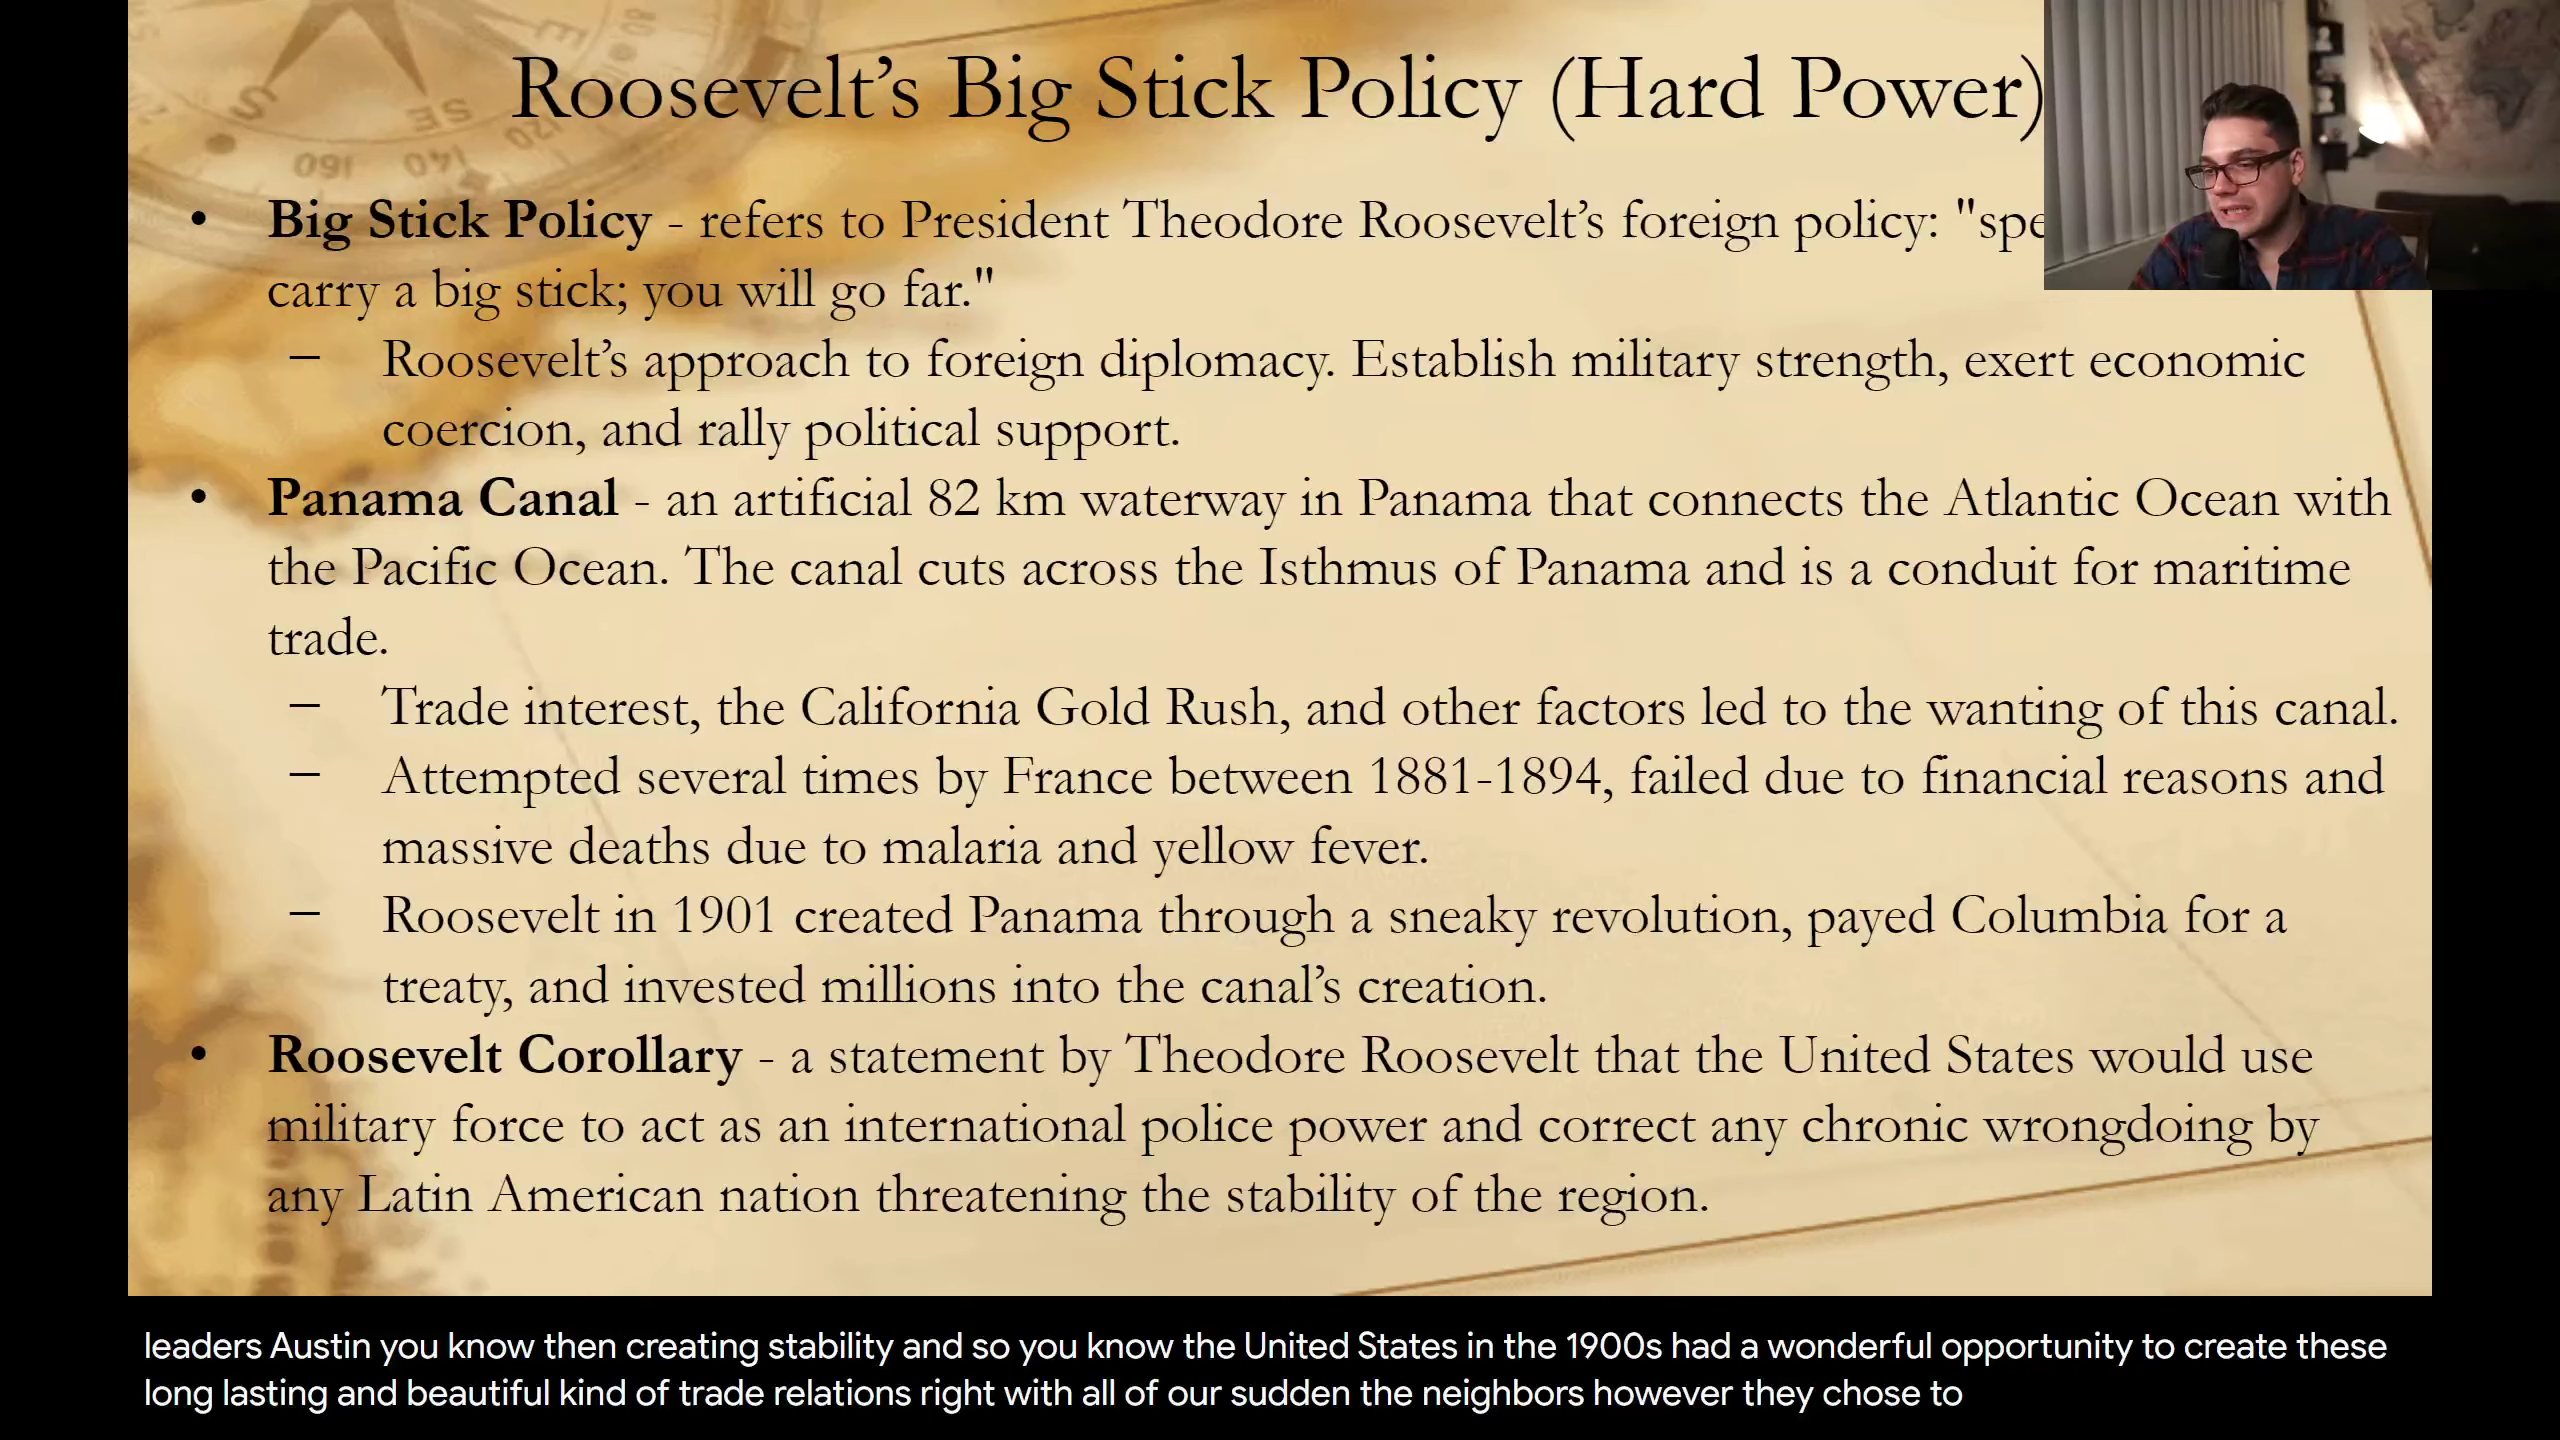 Roosevelt’s Big Stick Policy (Hard Power)
• Big Stick Policy - refers to President Theodore Roosevelt’s foreign policy: "spe
carry a big stick; you will go far."
– Roosevelt’s approach to foreign diplomacy. Establish military strength, exert economic
coercion, and rally political support.
• Panama Canal - an artificial 82 km waterway in Panama that connects the Atlantic Ocean with
the Pacific Ocean. The canal cuts across the Isthmus of Panama and is a conduit for maritime
trade.
– Trade interest, the California Gold Rush, and other factors led to the wanting of this canal.
– Attempted several times by France between 1881-1894, failed due to financial reasons and
massive deaths due to malaria and yellow fever.
– Roosevelt in 1901 created Panama through a sneaky revolution, payed Columbia for a
treaty, and invested millions into the canal’s creation.
• Roosevelt Corollary - a statement by Theodore Roosevelt that the United States would use
military force to act as an international police power and correct any chronic wrongdoing by
any Latin American nation threatening the stability of the region.
leaders Austin you know then creating stability and so you know the United States in the 1900s had a wonderful opportunity to create these
long lasting and beautiful kind of trade relations right with all of our sudden the neighbors however they chose to